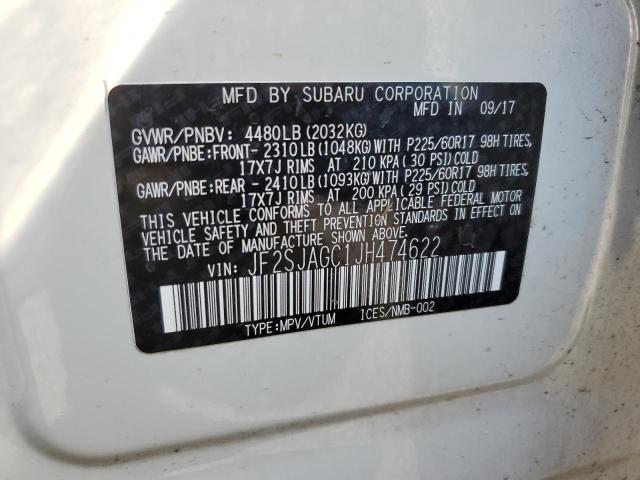 MFD BY SUBARU CORPORATION
MFD IN 09/17
GVWR/PNBV: 4480LB (2032KG)
GAWR/PNBE:FRONT- 2310LB (1048KG) WITH P225/60R17 98H TIRES,
17X7J RIMS AT 210 KPA ( 30 PSI) COLD
GAWR/PNBE:REAR - 2410LB (1093KG) WITH P225/60R17 98H TIRES,
17X7J RIMS AT 200 KPA ( 29 PSI) COLD
THIS VEHICLE CONFORMS TO ALL APPLICABLE FEDERAL MOTOR
VEHICLE SAFETY AND THEFT PREVENTION STANDARDS IN EFFECT ON
THE DATE OF MANUFACTURE SHOWN ABOVE.
VIN: JF2SJAGC1JH474622
TYPE:MPV/VTUM ICES/NMB-002